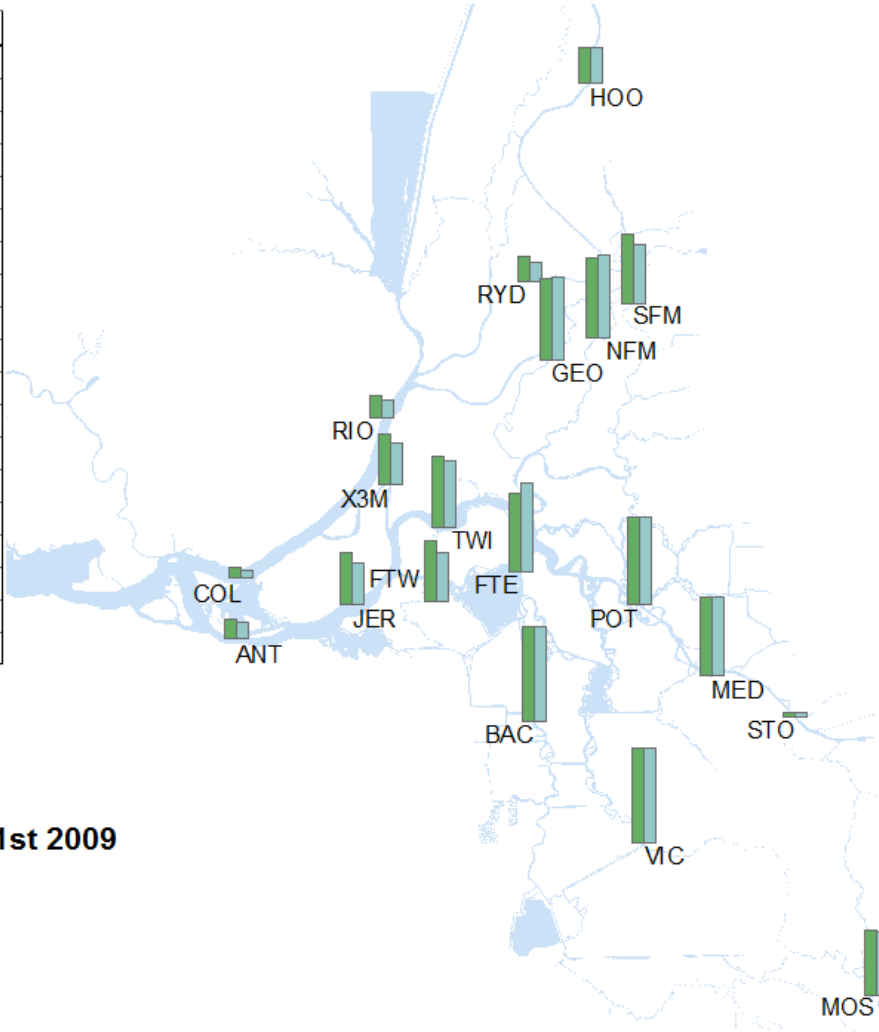 HOO
SFM
RYD
NFM
GEO
RIO
X3M
TWI
FTW
FTE
COL
JER
POT
ANT
MED
STO
BAC
1st 2009
VIC
MOS